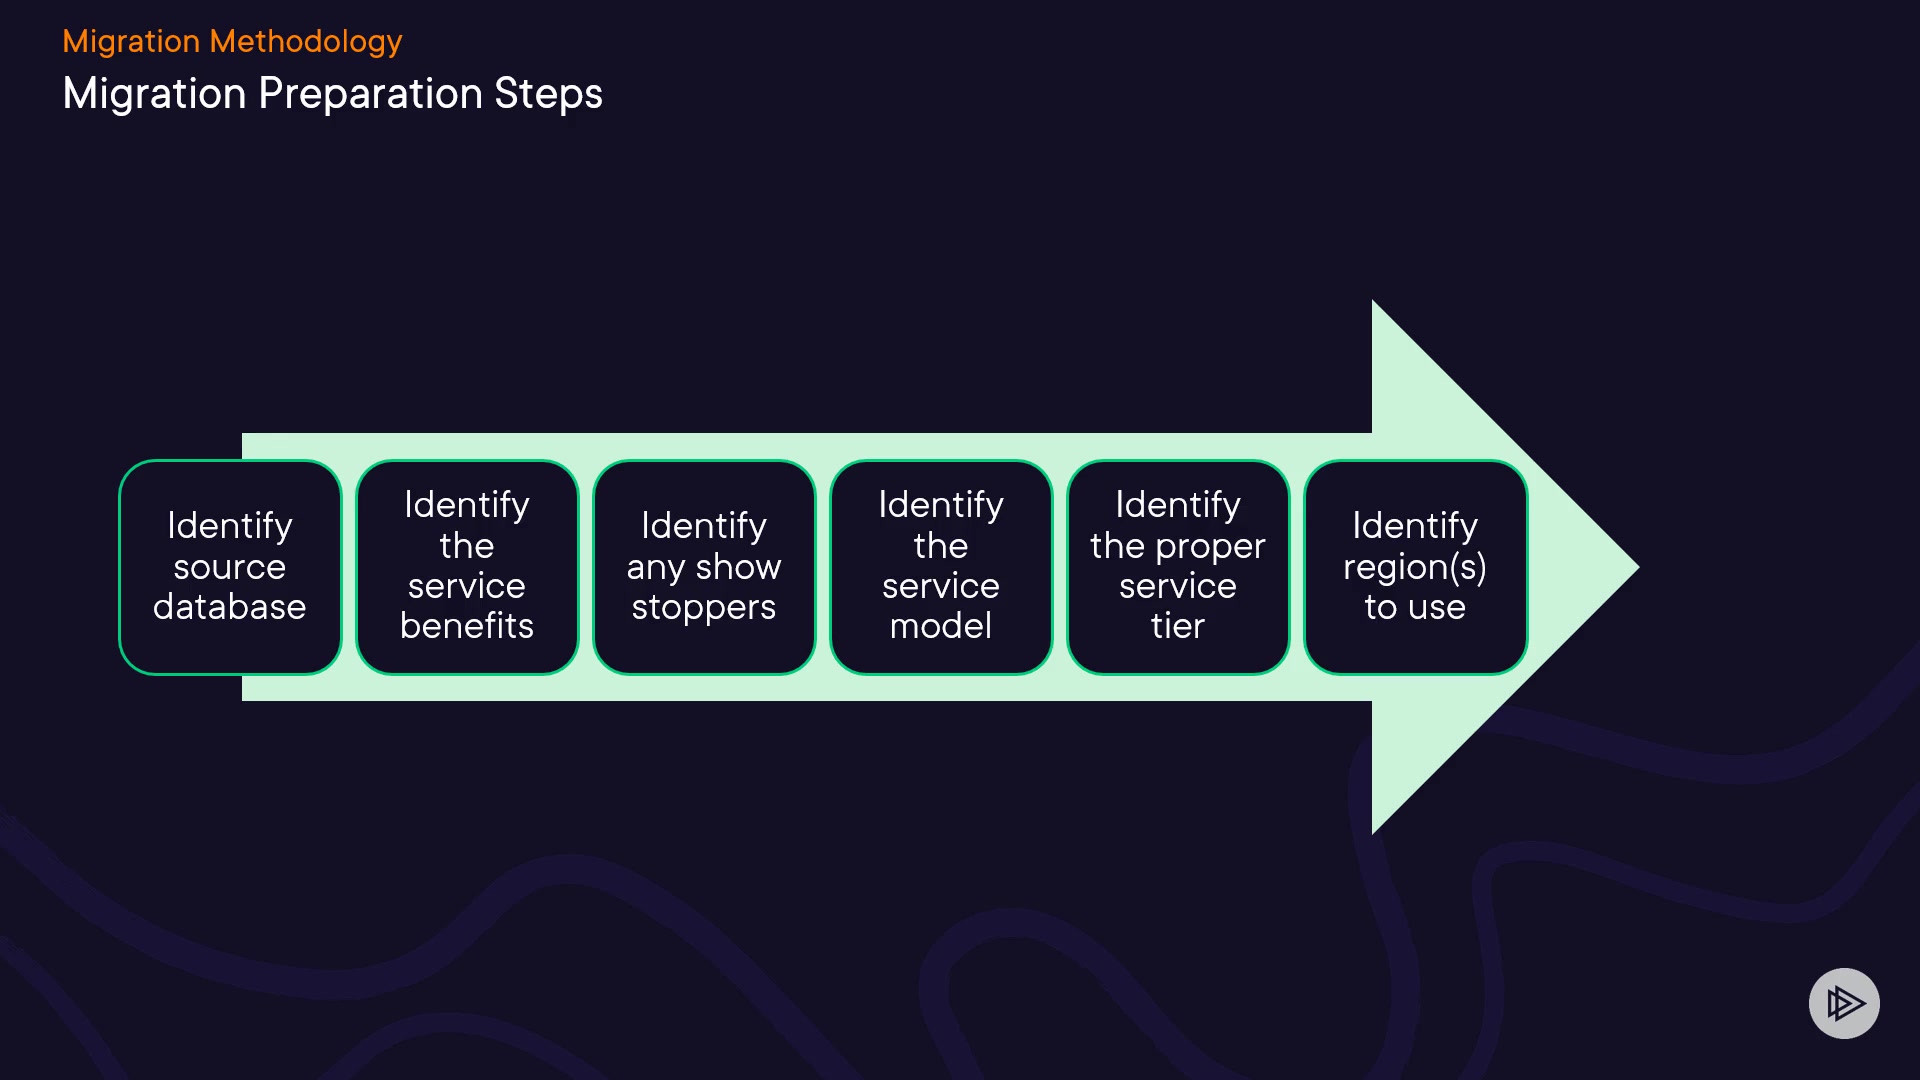 Migration Methodology
Migration Preparation Steps
Identify
source
database
Identify
the
service
benefits
Identify
any show
stoppers
Identify
the
service
model
Identify
the proper
service
tier
Identify
region(s)
to use